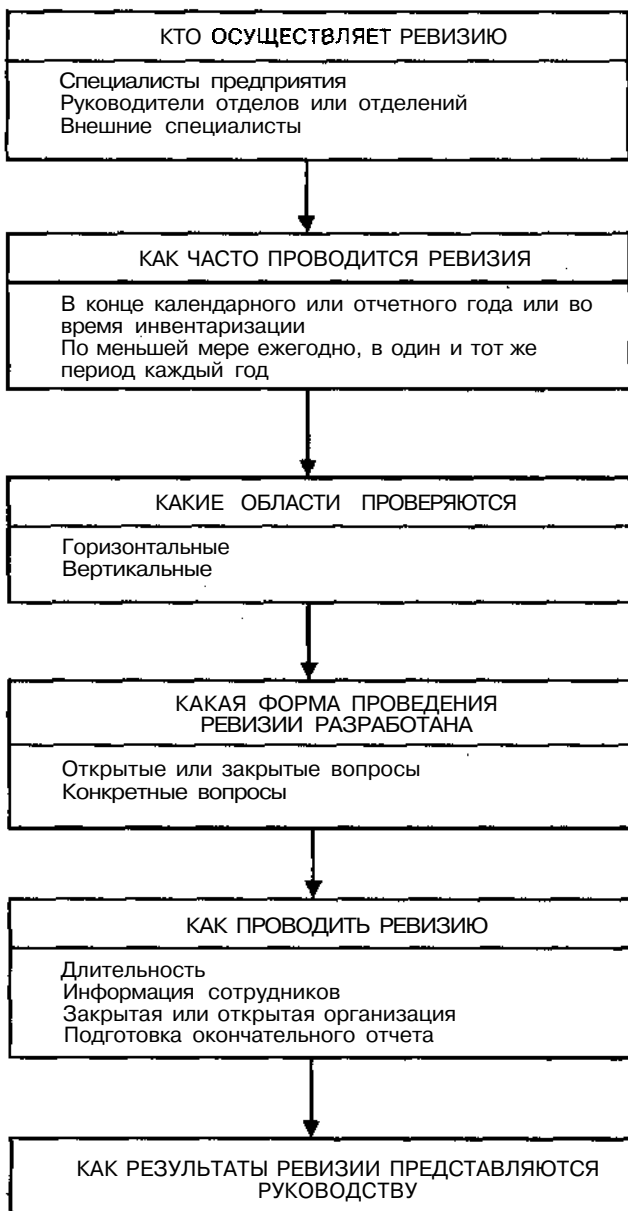 КТО ОСУЩЕСТВЛЯЕТ РЕВИЗИЮ
Специалисты предприятия
Руководители отделов или отделений
Внешние специалисты
КАК ЧАСТО ПРОВОДИТСЯ РЕВИЗИЯ
В конце календарного или отчетного года или во
время инвентаризации
По меньшей мере ежегодно, в один и тот же
период каждый год
КАКИЕ ОБЛАСТИ ПРОВЕРЯЮТСЯ
Горизонтальные
Вертикальные
КАКАЯ ФОРМА ПРОВЕДЕНИЯ
РЕВИЗИИ РАЗРАБОТАНА
Открытые или закрытые вопросы
Конкретные вопросы
КАК ПРОВОДИТЬ РЕВИЗИЮ
Длительность
Информация сотрудников
Закрытая или открытая организация
Подготовка окончательного отчета
КАК РЕЗУЛЬТАТЫ РЕВИЗИИ ПРЕДСТАВЛЯЮТСЯ
РУКОВОДСТВУ